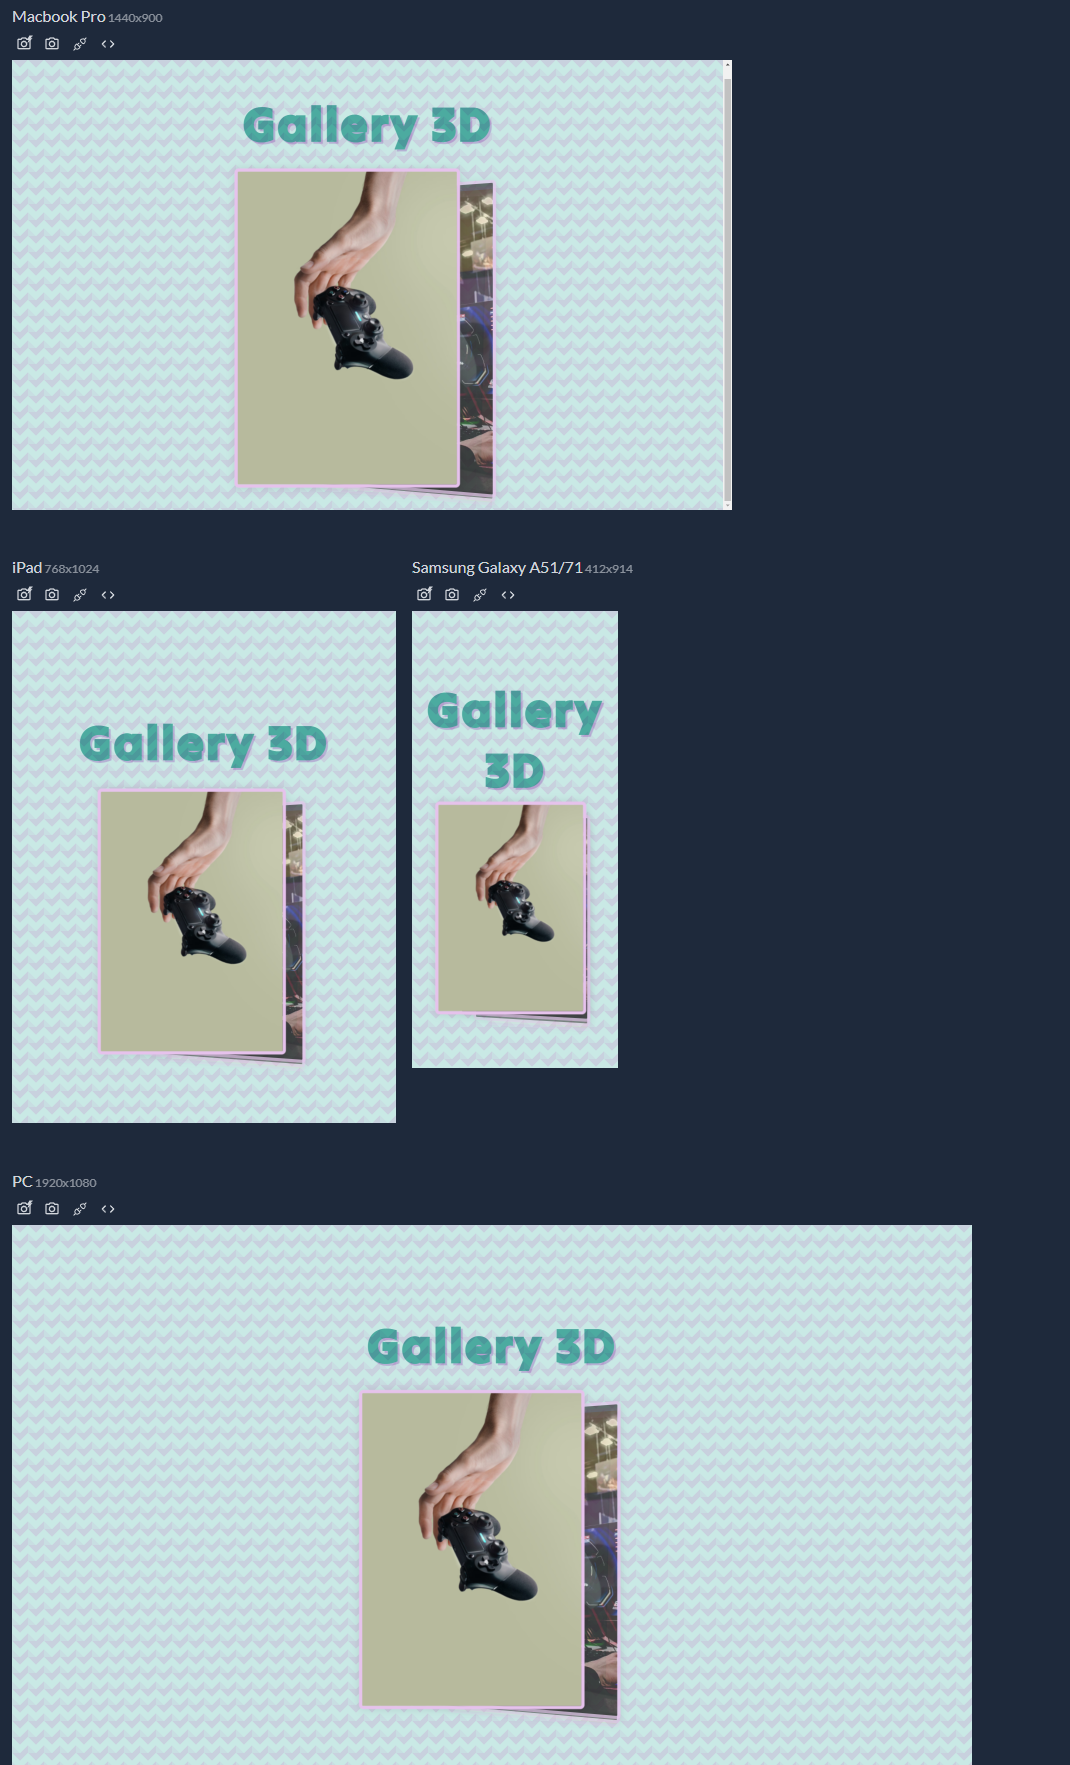 Macbook Pro 1440x900
Gallery 3D
iPad 768x1024
Samsung Galaxy A51/71 412x914
Gallery 3D
Gallery
3D
PC 1920x1080
Gallery 3D